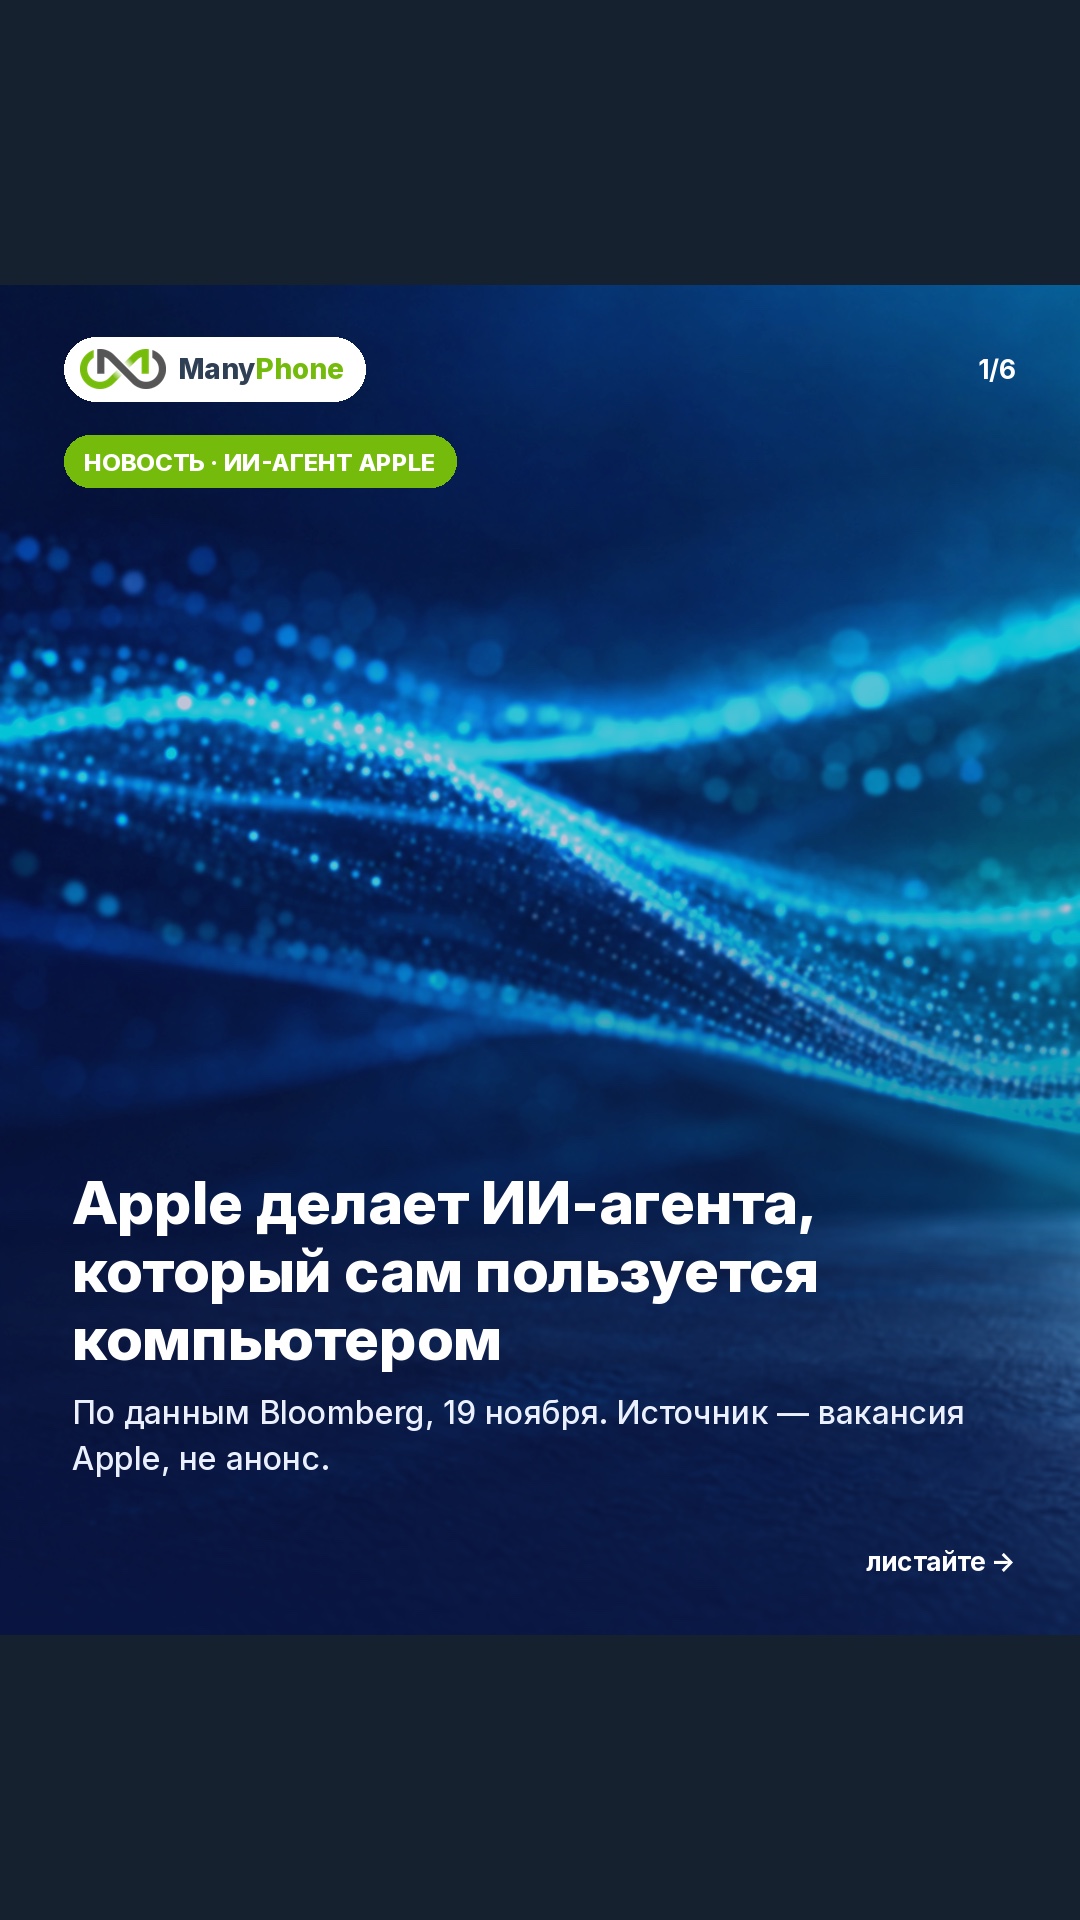 ManyPhone
1/6
НОВОСТЬ · ИИ-АГЕНТ APPLE
Apple делает ИИ-агента,
который сам пользуется
компьютером
По данным Bloomberg, 19 ноября. Источник — вакансия
Apple, не анонс.
листайте →